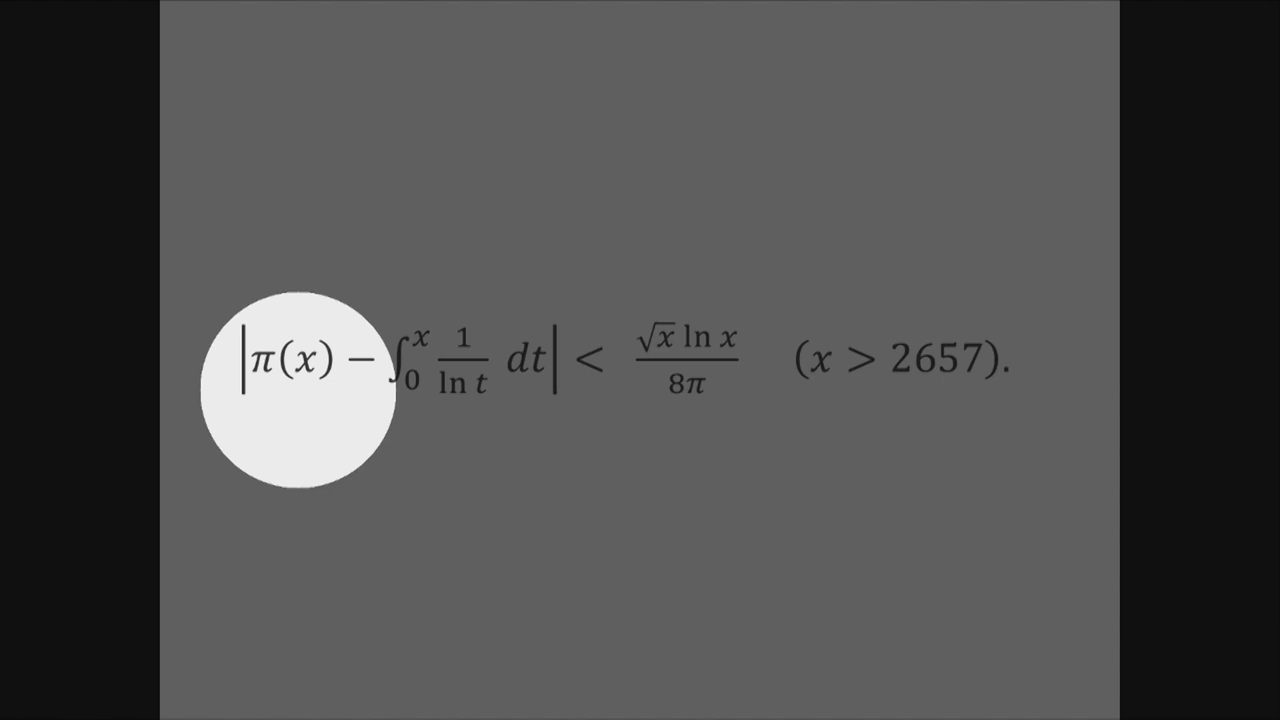 |π(x) − ∫₀ˣ 1/ln t dt| < √x ln x / 8π (x > 2657).